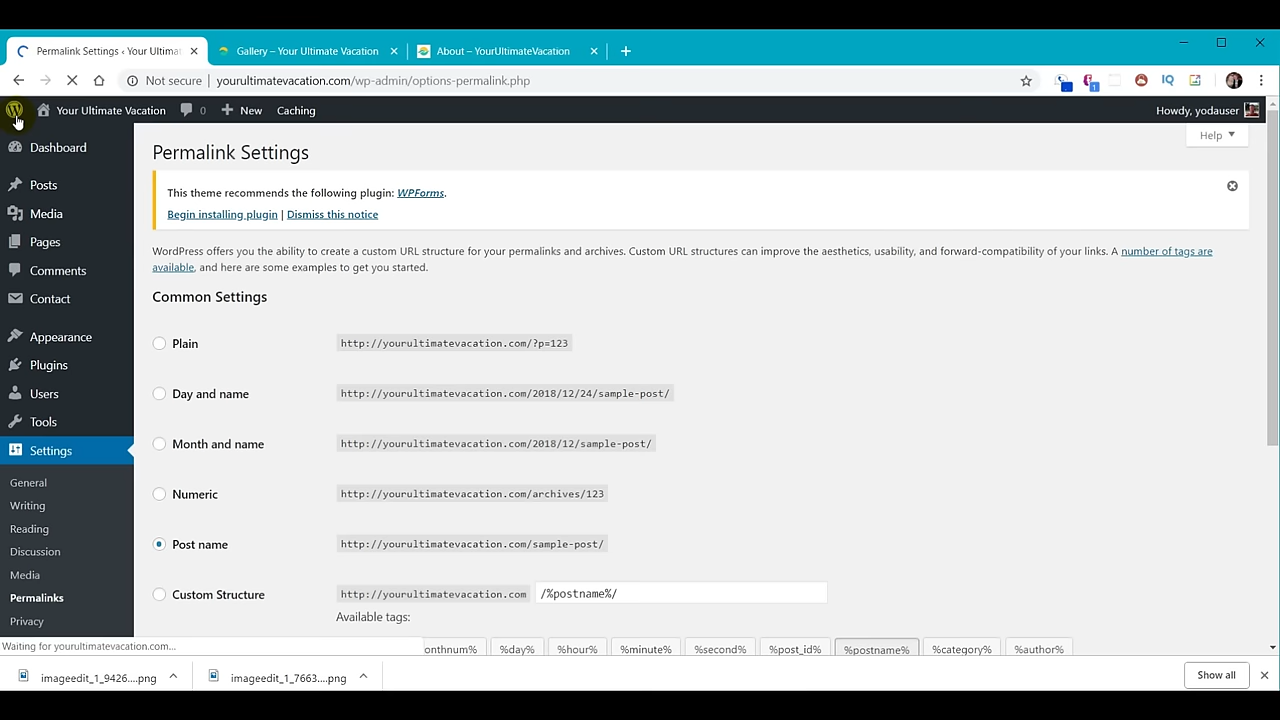 Permalink Settings ‹ Your Ultima
Gallery – Your Ultimate Vacation
About – YourUltimateVacation
Not secure | yourultimatevacation.com/wp-admin/options-permalink.php
Your Ultimate Vacation 0 New Caching
Howdy, yodauser
Help
Dashboard
Posts
Media
Pages
Comments
Contact
Appearance
Plugins
Users
Tools
Settings
General
Writing
Reading
Discussion
Media
Permalinks
Privacy
Permalink Settings
This theme recommends the following plugin: WPForms.
Begin installing plugin | Dismiss this notice
WordPress offers you the ability to create a custom URL structure for your permalinks and archives. Custom URL structures can improve the aesthetics, usability, and forward-compatibility of your links. A number of tags are
available, and here are some examples to get you started.
Common Settings
Plain http://yourultimatevacation.com/?p=123
Day and name http://yourultimatevacation.com/2018/12/24/sample-post/
Month and name http://yourultimatevacation.com/2018/12/sample-post/
Numeric http://yourultimatevacation.com/archives/123
Post name http://yourultimatevacation.com/sample-post/
Custom Structure http://yourultimatevacation.com /%postname%/
Available tags:
onthnum% %day% %hour% %minute% %second% %post_id% %postname% %category% %author%
Waiting for yourultimatevacation.com...
imageedit_1_9426....png
imageedit_1_7663....png
Show all